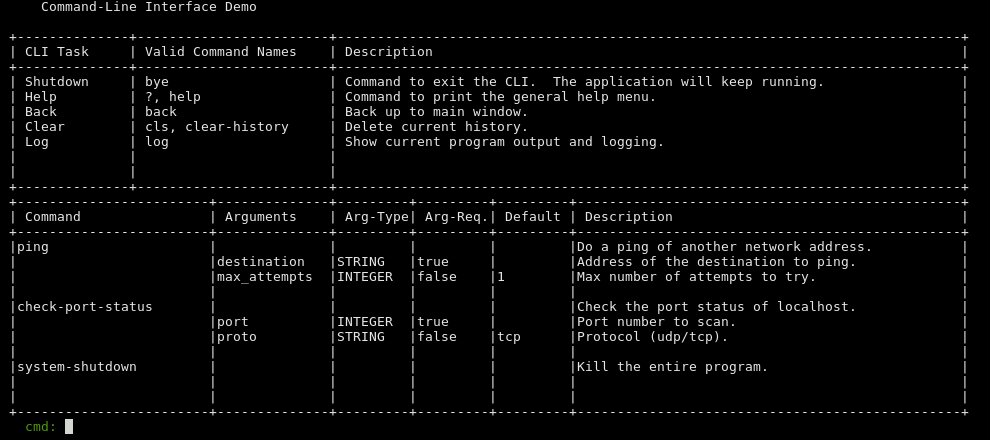 Command-Line Interface Demo
+--------------+------------------------+------------------------------------------------------------------------------+
| CLI Task     | Valid Command Names    | Description                                                                  |
+--------------+------------------------+------------------------------------------------------------------------------+
| Shutdown     | bye                    | Command to exit the CLI.  The application will keep running.                 |
| Help         | ?, help                | Command to print the general help menu.                                      |
| Back         | back                   | Back up to main window.                                                      |
| Clear        | cls, clear-history     | Delete current history.                                                      |
| Log          | log                    | Show current program output and logging.                                     |
|              |                        |                                                                              |
|              |                        |                                                                              |
+--------------+------------------------+------------------------------------------------------------------------------+
+------------------------+--------------+---------+---------+---------+------------------------------------------------+
| Command                | Arguments    | Arg-Type| Arg-Req.| Default | Description                                    |
+------------------------+--------------+---------+---------+---------+------------------------------------------------+
|ping                    |              |         |         |         |Do a ping of another network address.           |
|                        |destination   |STRING   |true     |         |Address of the destination to ping.             |
|                        |max_attempts  |INTEGER  |false    |1        |Max number of attempts to try.                  |
|                        |              |         |         |         |                                                |
|check-port-status       |              |         |         |         |Check the port status of localhost.             |
|                        |port          |INTEGER  |true     |         |Port number to scan.                            |
|                        |proto         |STRING   |false    |tcp      |Protocol (udp/tcp).                             |
|                        |              |         |         |         |                                                |
|system-shutdown         |              |         |         |         |Kill the entire program.                        |
|                        |              |         |         |         |                                                |
|                        |              |         |         |         |                                                |
+------------------------+--------------+---------+---------+---------+------------------------------------------------+
cmd: